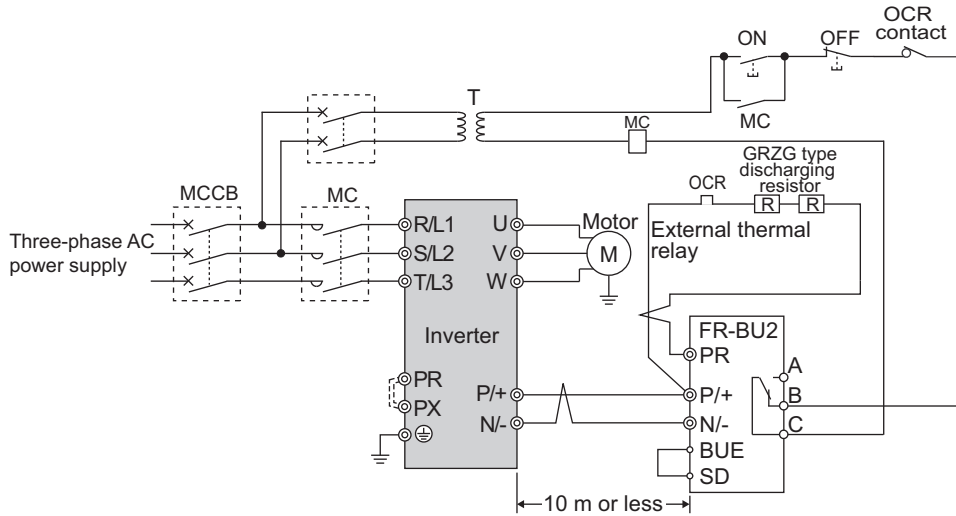 OCR
contact
ON
OFF
T
MC
MC
GRZG type
discharging
resistor
OCR
R
R
MCCB
MC
External thermal
relay
Three-phase AC
power supply
R/L1
S/L2
T/L3
U
V
W
Motor
M
Inverter
FR-BU2
PR
PX
P/+
N/-
PR
P/+
N/-
BUE
SD
A
B
C
10 m or less